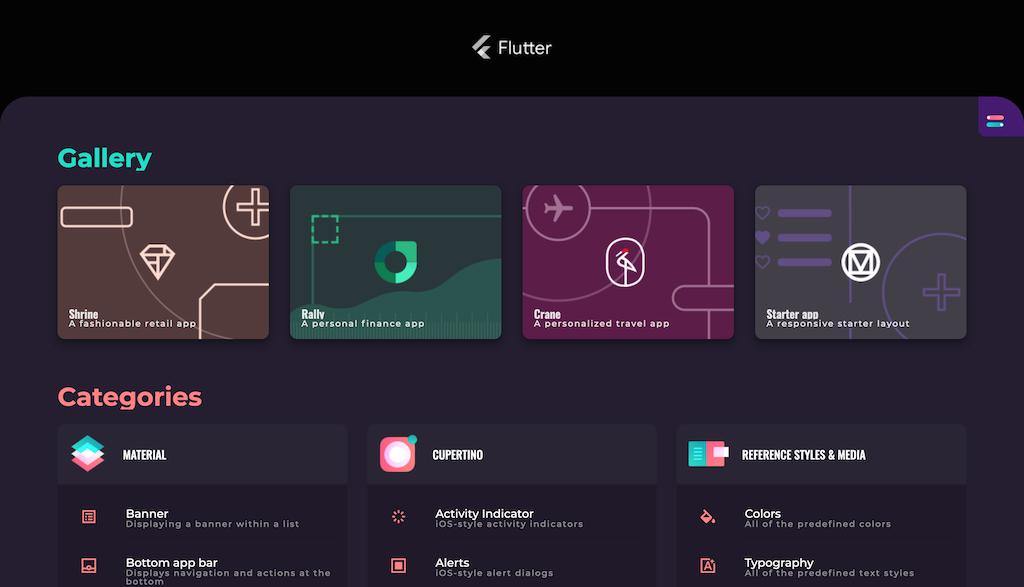 Flutter
Gallery
Shrine
A fashionable retail app
Rally
A personal finance app
Crane
A personalized travel app
Starter app
A responsive starter layout
Categories
MATERIAL
Banner
Displaying a banner within a list
Bottom app bar
Displays navigation and actions at the
bottom
CUPERTINO
Activity Indicator
iOS-style activity indicators
Alerts
iOS-style alert dialogs
REFERENCE STYLES & MEDIA
Colors
All of the predefined colors
Typography
All of the predefined text styles